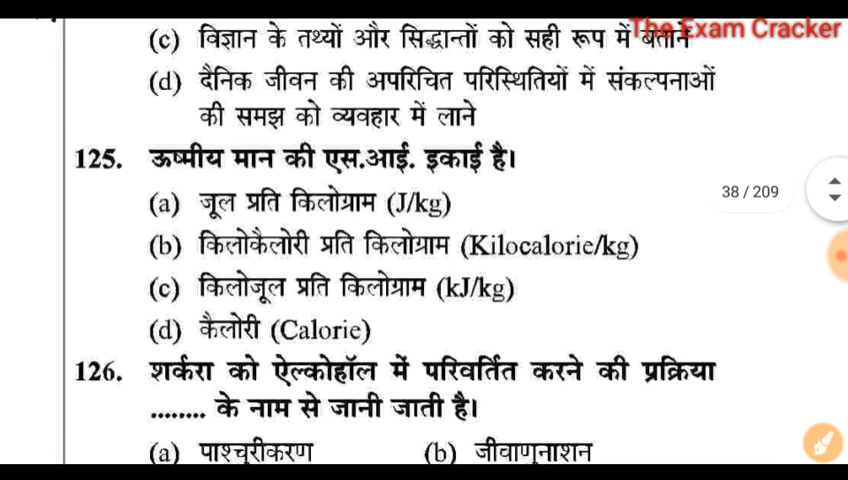 (c) विज्ञान के तथ्यों और सिद्धान्तों को सही रूप में बताने
The Exam Cracker
(d) दैनिक जीवन की अपरिचित परिस्थितियों में संकल्पनाओं
की समझ को व्यवहार में लाने
125. ऊष्मीय मान की एस.आई. इकाई है।
(a) जूल प्रति किलोग्राम (J/kg)
38 / 209
(b) किलोकैलोरी प्रति किलोग्राम (Kilocalorie/kg)
(c) किलोजूल प्रति किलोग्राम (kJ/kg)
(d) कैलोरी (Calorie)
126. शर्करा को ऐल्कोहॉल में परिवर्तित करने की प्रक्रिया
........ के नाम से जानी जाती है।
(a) पाश्चुरीकरण (b) जीवाणुनाशन